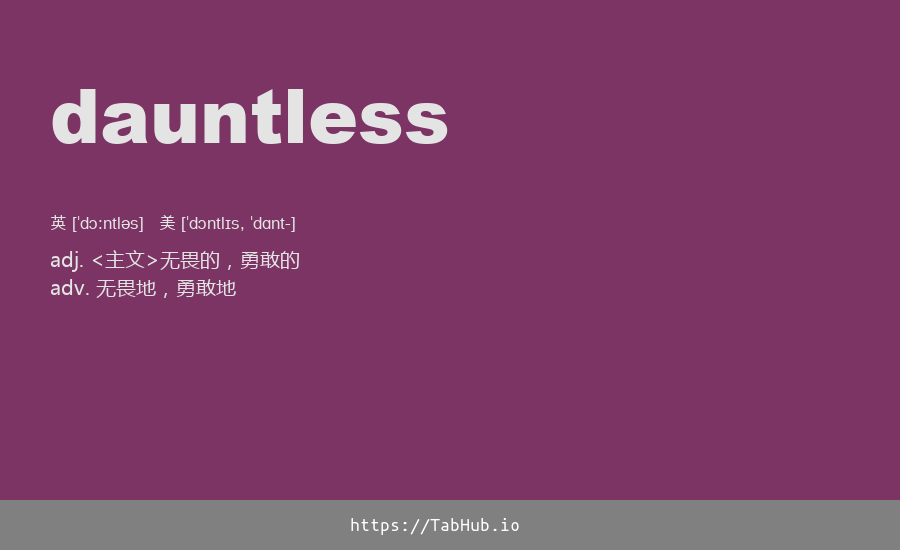 dauntless
英 [ˈdɔːntləs]   美 [ˈdɔntlɪs, ˈdɑnt-]
adj. <主文>无畏的，勇敢的
adv. 无畏地，勇敢地
https://TabHub.io